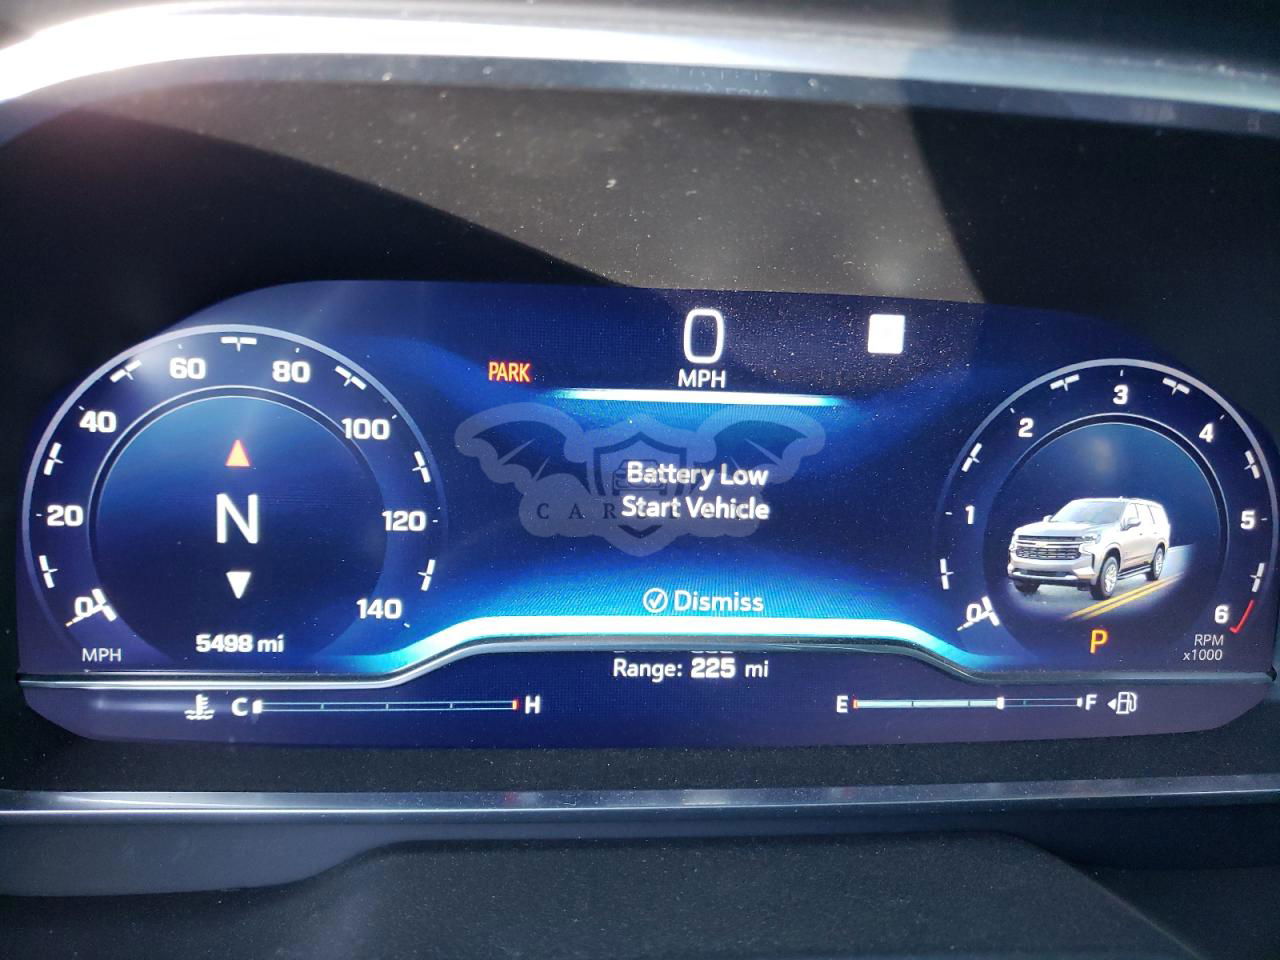 0
MPH
PARK
60
80
40
100
20
120
0
140
N
5498 mi
MPH
Battery Low
Start Vehicle
Dismiss
Range: 225 mi
3
2
4
1
5
0
6
P
RPM
x1000
C
H
E
F
CAR